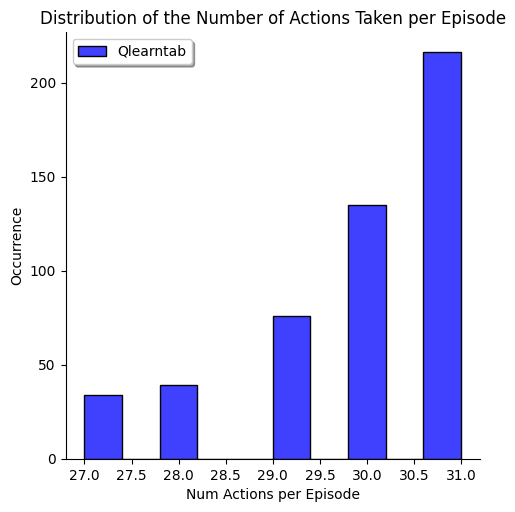 Distribution of the Number of Actions Taken per Episode
Qlearntab
200
150
100
50
0
Occurrence
27.0 27.5 28.0 28.5 29.0 29.5 30.0 30.5 31.0
Num Actions per Episode